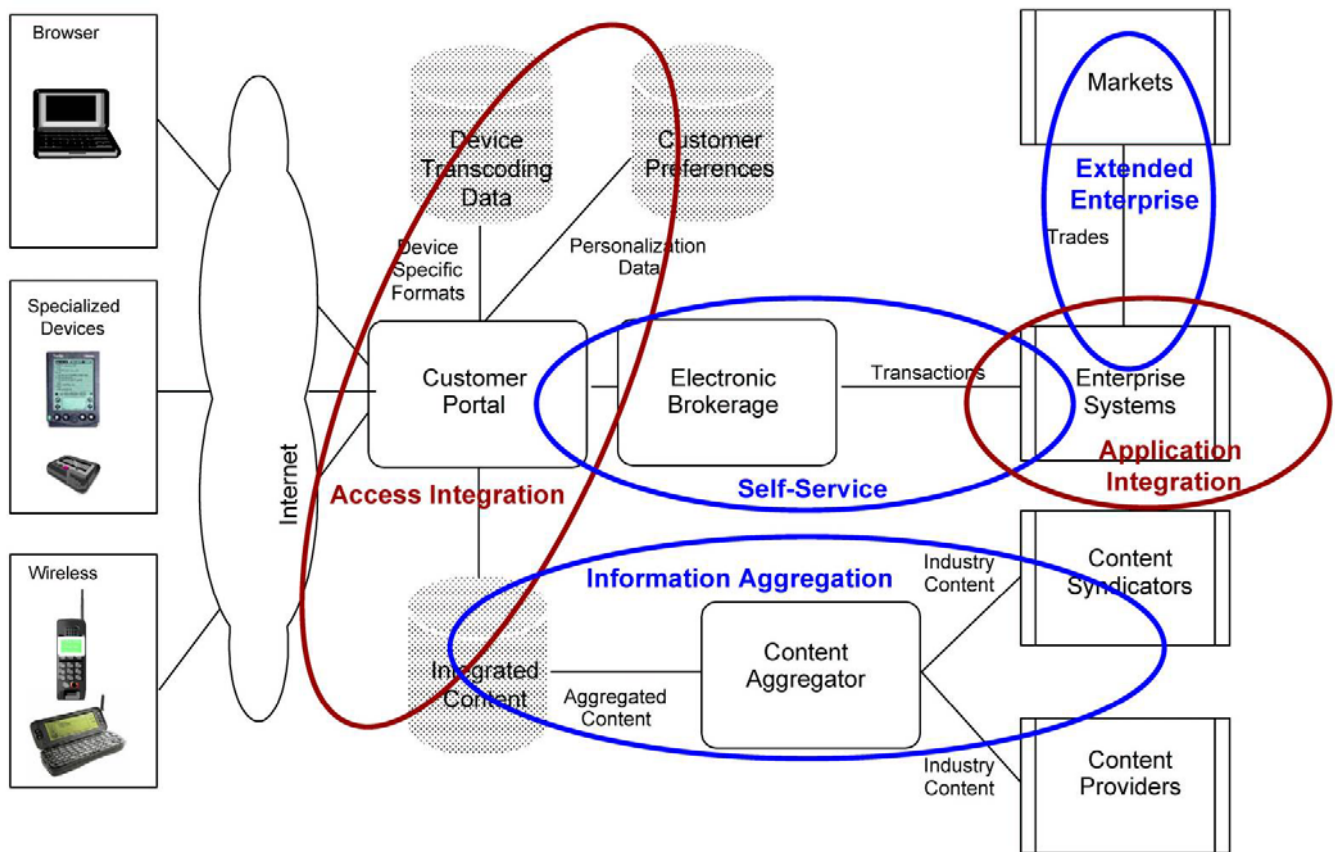 Browser
Specialized
Devices
Wireless
Internet
Device
Transcoding
Data
Customer
Preferences
Device
Specific
Formats
Personalization
Data
Customer
Portal
Access Integration
Electronic
Brokerage
Self-Service
Transactions
Markets
Extended
Enterprise
Trades
Enterprise
Systems
Application
Integration
Information Aggregation
Integrated
Content
Aggregated
Content
Content
Aggregator
Industry
Content
Content
Syndicators
Industry
Content
Content
Providers